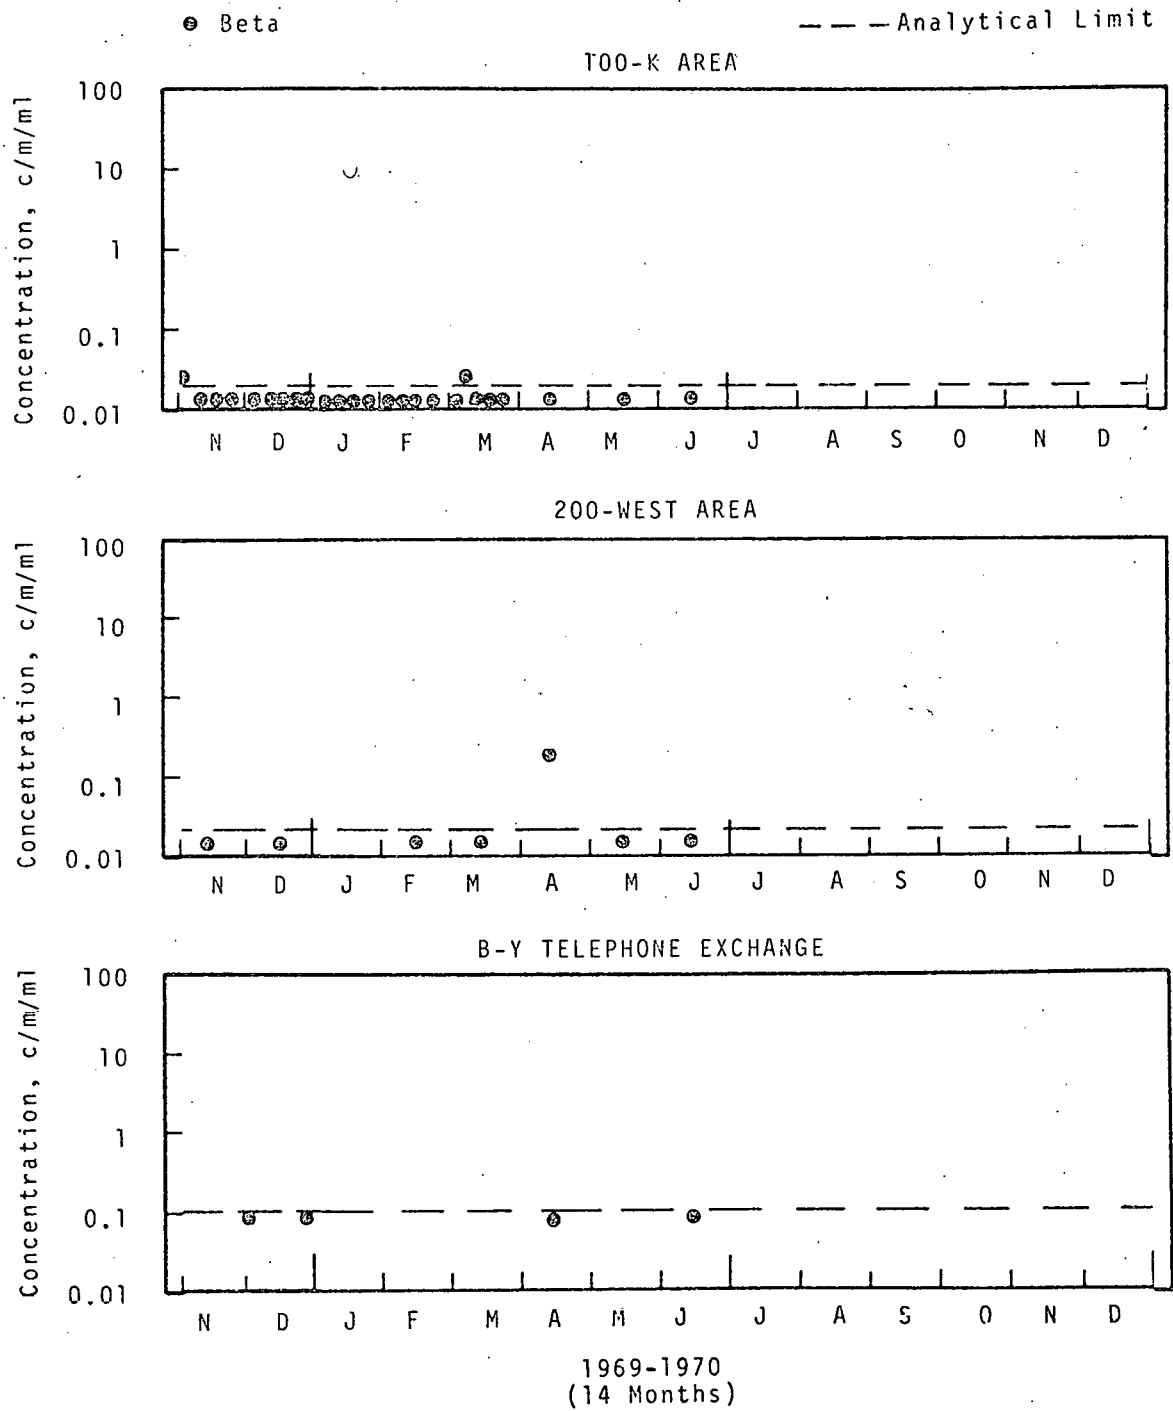 Beta
Analytical Limit
100-K AREA
Concentration, c/m/ml
100
10
1
0.1
0.01
N D J F M A M J J A S O N D
200-WEST AREA
Concentration, c/m/ml
100
10
1
0.1
0.01
N D J F M A M J J A S O N D
B-Y TELEPHONE EXCHANGE
Concentration, c/m/ml
100
10
1
0.1
0.01
N D J F M A M J J A S O N D
1969-1970
(14 Months)